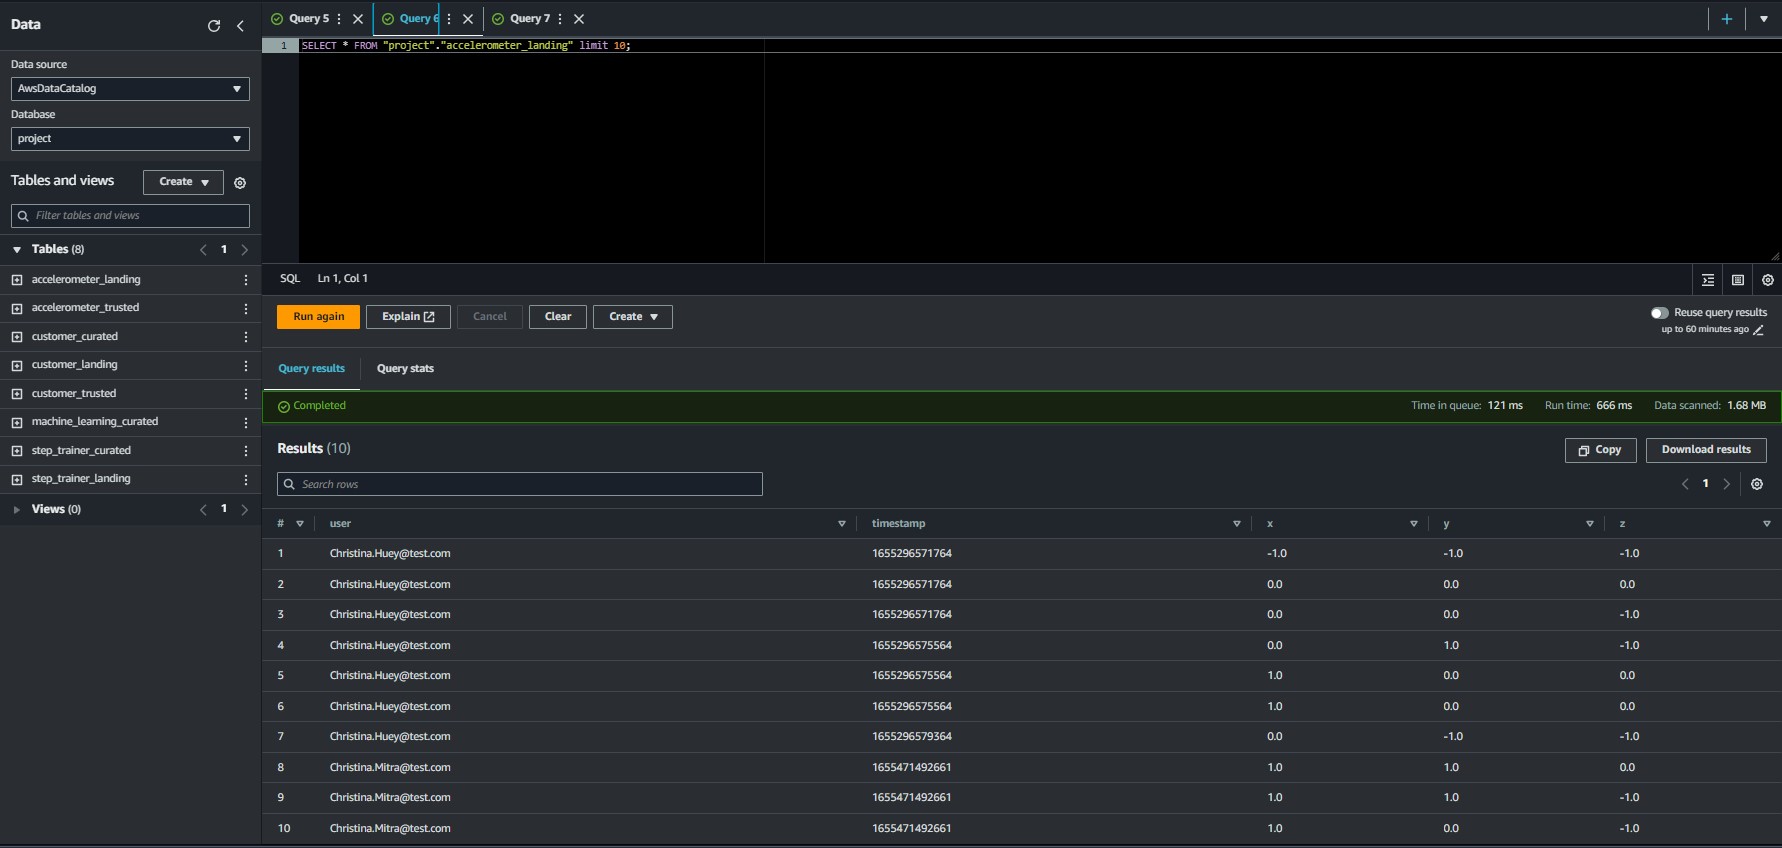 Data
Data source
AwsDataCatalog
Database
project
Tables and views
Create
Filter tables and views
Tables (8)
1
accelerometer_landing
accelerometer_trusted
customer_curated
customer_landing
customer_trusted
machine_learning_curated
step_trainer_curated
step_trainer_landing
Views (0)
1
Query 5
Query 6
Query 7
1 SELECT * FROM "project"."accelerometer_landing" limit 10;
SQL Ln 1, Col 1
Run again Explain Cancel Clear Create
Reuse query results
up to 60 minutes ago
Query results Query stats
Completed Time in queue: 121 ms Run time: 666 ms Data scanned: 1.68 MB
Results (10) Copy Download results
Search rows 1
# user timestamp x y z
1 Christina.Huey@test.com 1655296571764 -1.0 -1.0 -1.0
2 Christina.Huey@test.com 1655296571764 0.0 0.0 0.0
3 Christina.Huey@test.com 1655296571764 0.0 0.0 -1.0
4 Christina.Huey@test.com 1655296575564 0.0 1.0 -1.0
5 Christina.Huey@test.com 1655296575564 1.0 0.0 0.0
6 Christina.Huey@test.com 1655296575564 1.0 0.0 0.0
7 Christina.Huey@test.com 1655296579364 0.0 -1.0 -1.0
8 Christina.Mitra@test.com 1655471492661 1.0 1.0 0.0
9 Christina.Mitra@test.com 1655471492661 1.0 1.0 -1.0
10 Christina.Mitra@test.com 1655471492661 1.0 0.0 -1.0